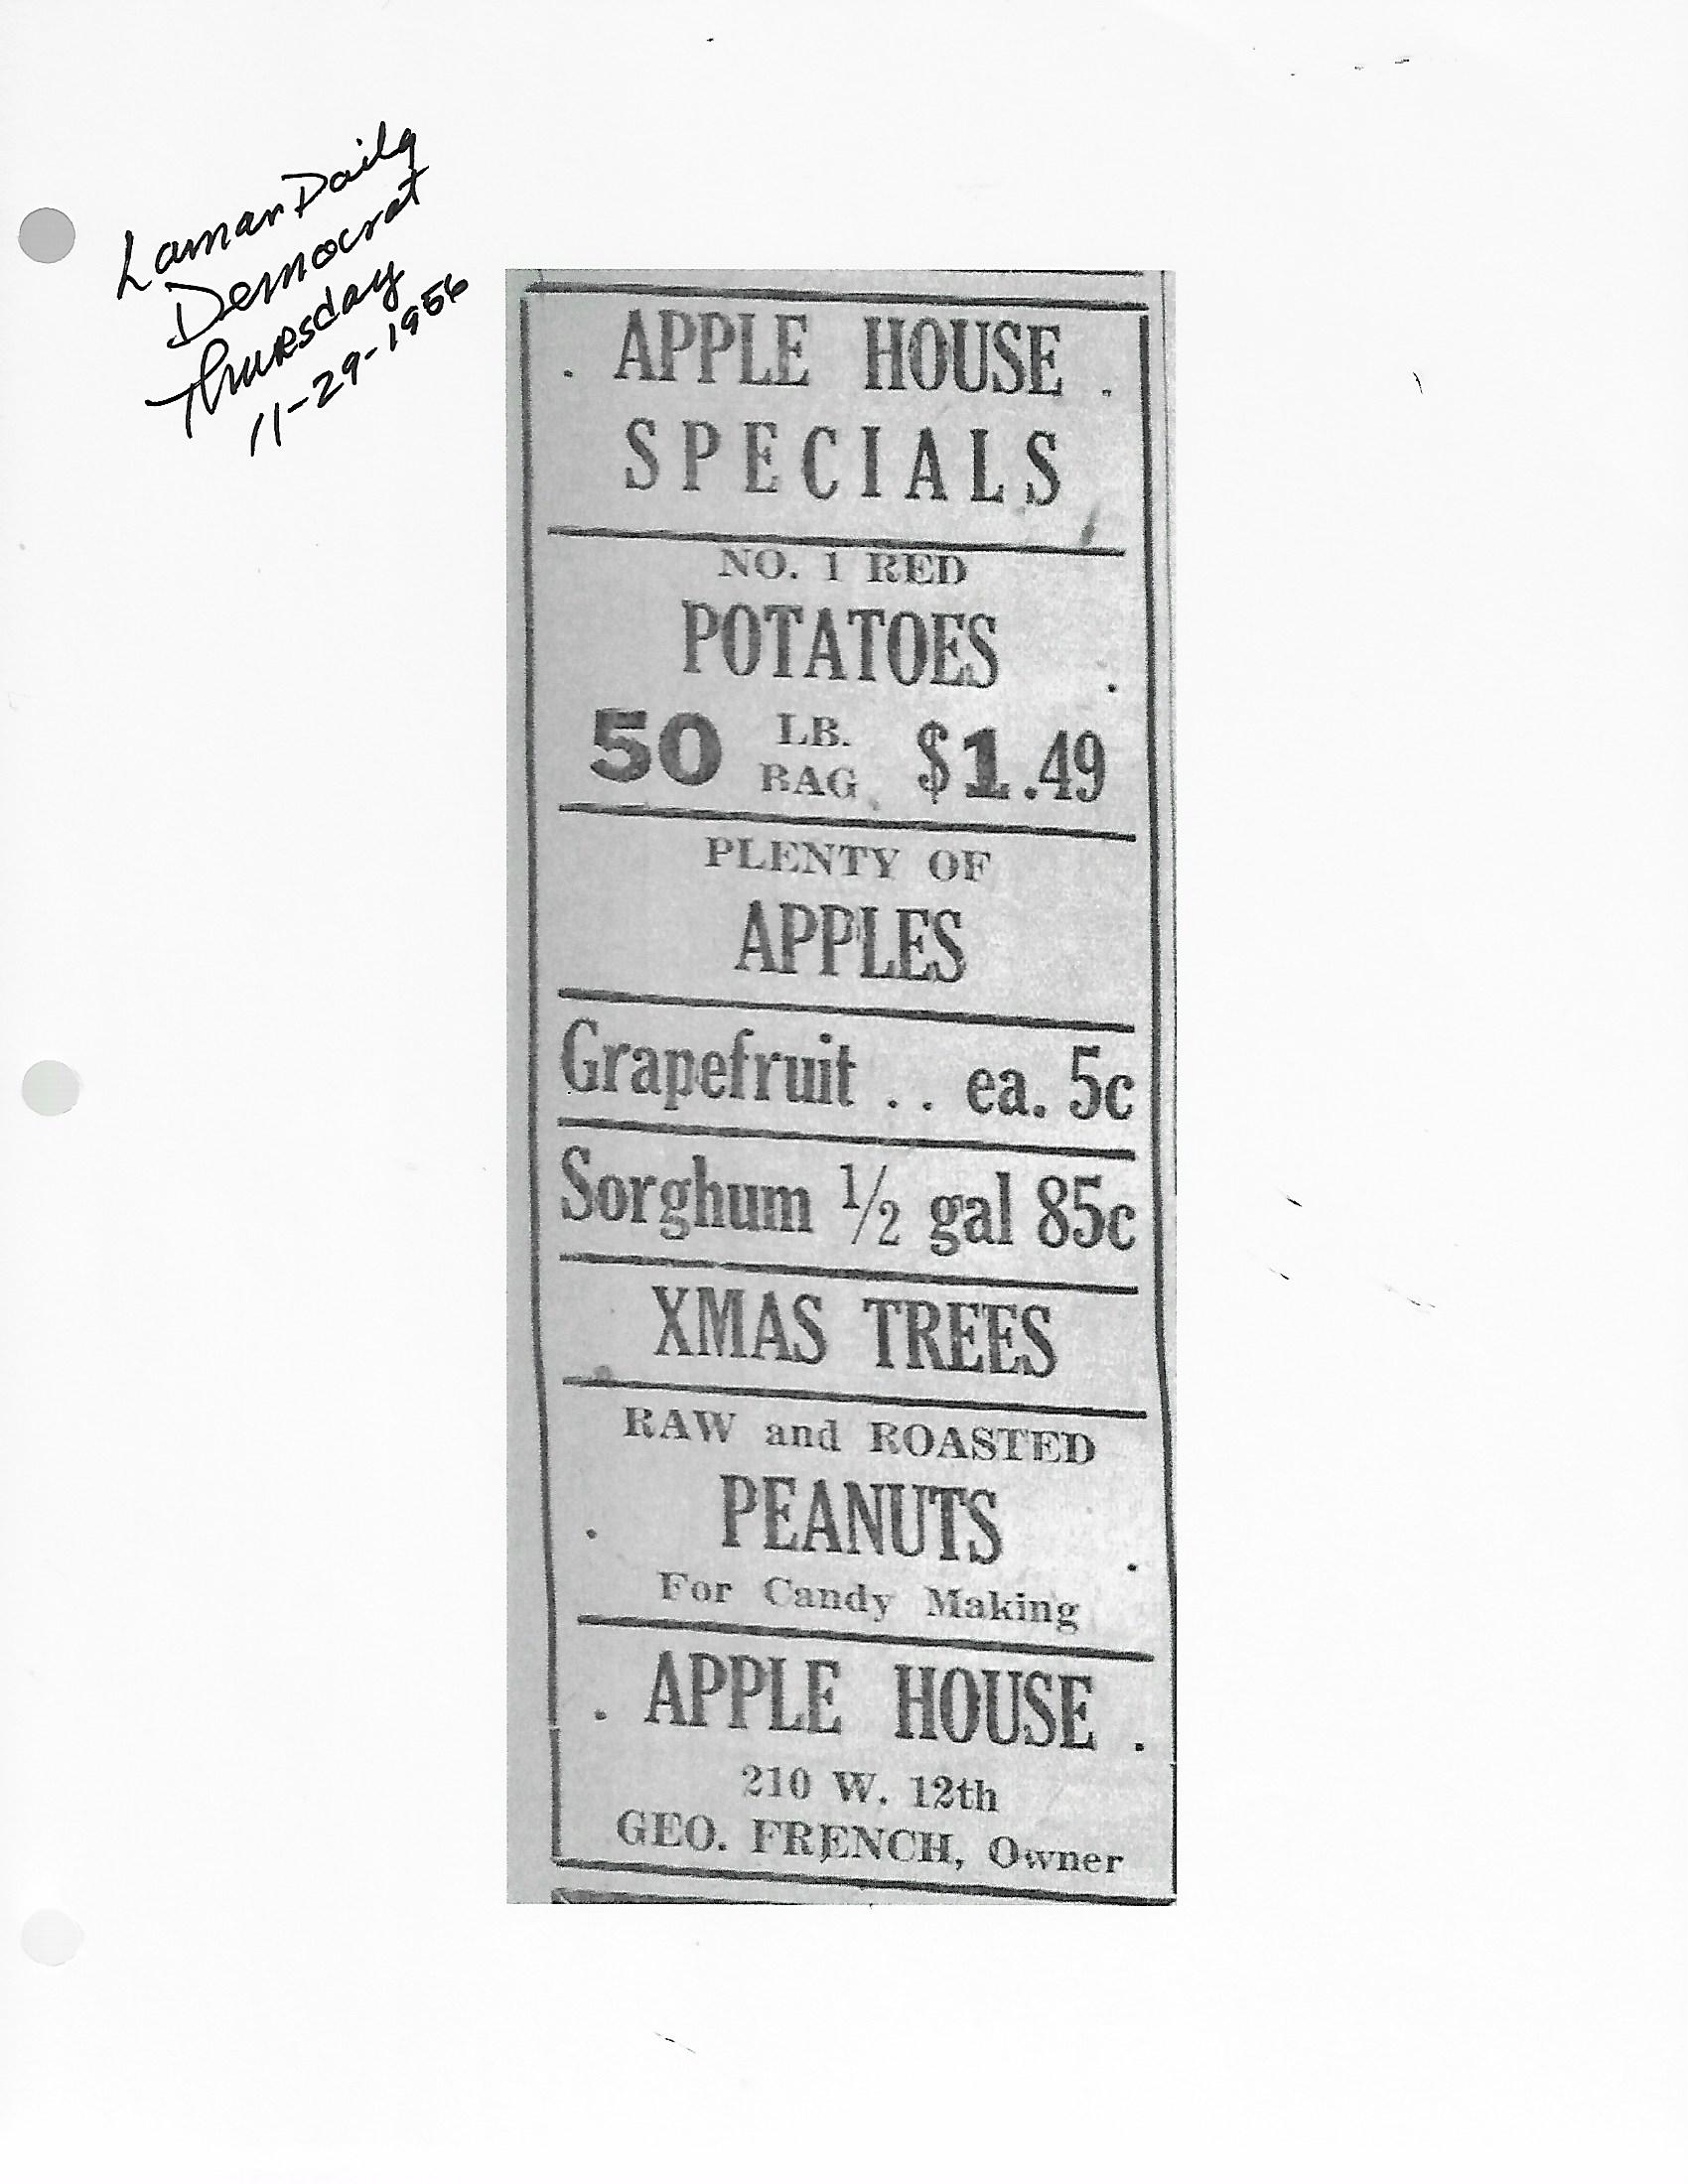 Lamar Daily
Democrat
Thursday
11-29-1956
. APPLE HOUSE .
SPECIALS
NO. 1 RED
POTATOES
50 LB. BAG $1.49
PLENTY OF
APPLES
Grapefruit .. ea. 5c
Sorghum ½ gal 85c
XMAS TREES
RAW and ROASTED
PEANUTS
For Candy Making
. APPLE HOUSE .
210 W. 12th
GEO. FRENCH, Owner